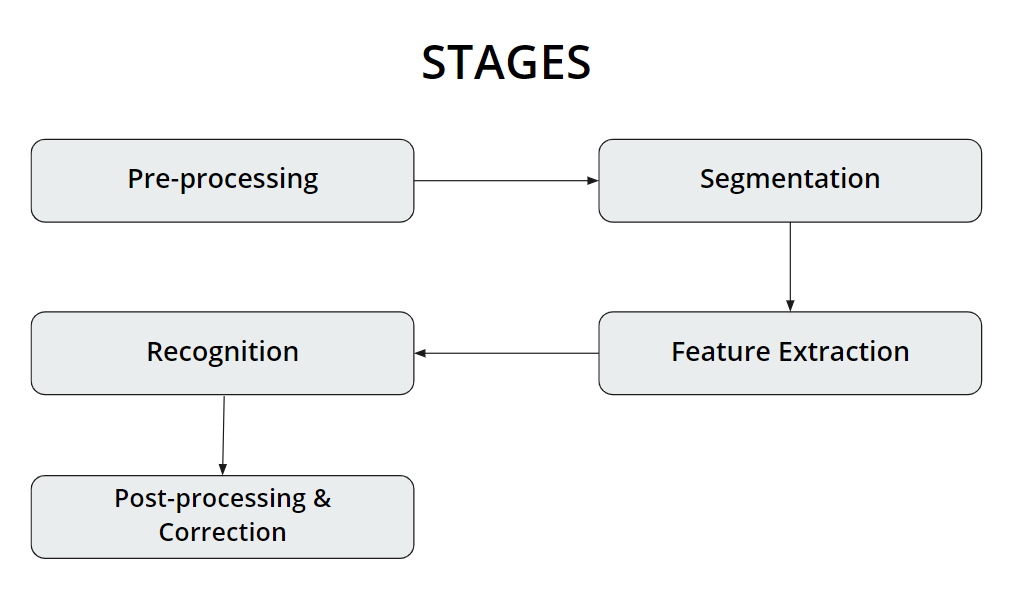 STAGES
Pre-processing
Segmentation
Feature Extraction
Recognition
Post-processing &
Correction